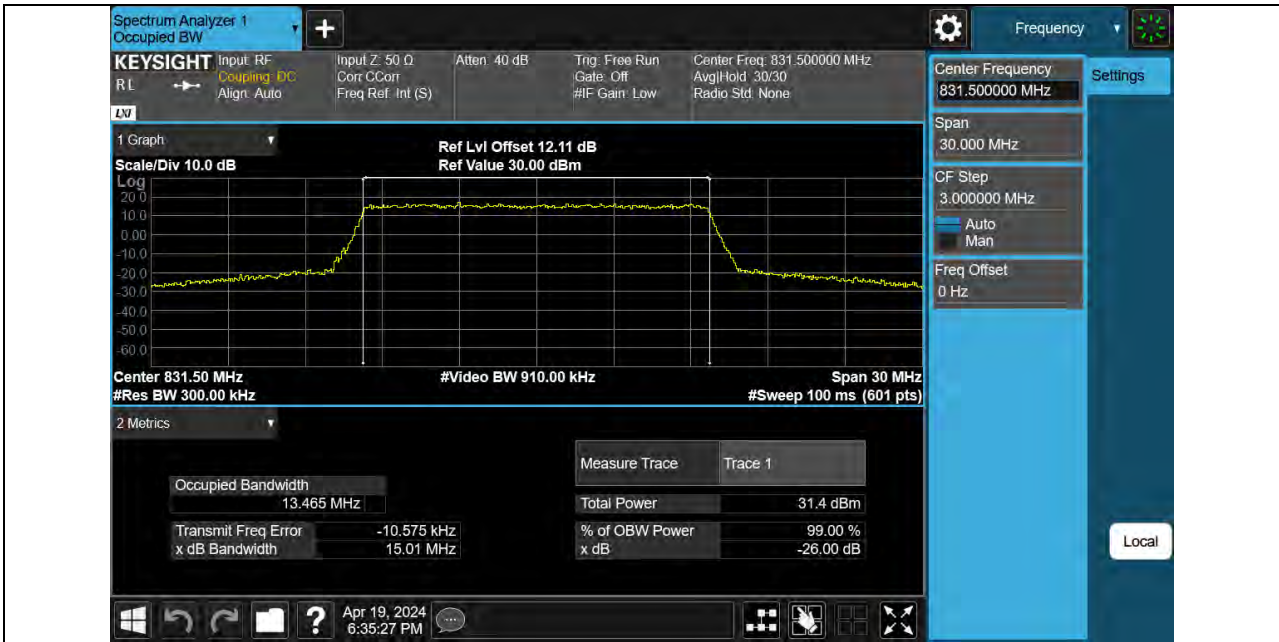 Spectrum Analyzer 1
Occupied BW
Frequency
KEYSIGHT
RL
LXI
Input: RF
Coupling: DC
Align: Auto
Input Z: 50 Ω
Corr CCorr
Freq Ref: Int (S)
Atten: 40 dB
Trig: Free Run
Gate: Off
#IF Gain: Low
Center Freq: 831.500000 MHz
Avg|Hold: 30/30
Radio Std: None
Center Frequency
831.500000 MHz
Settings
Span
30.000 MHz
CF Step
3.000000 MHz
Auto
Man
Freq Offset
0 Hz
1 Graph
Scale/Div 10.0 dB
Ref Lvl Offset 12.11 dB
Ref Value 30.00 dBm
Log
20.0
10.0
0.00
-10.0
-20.0
-30.0
-40.0
-50.0
-60.0
Center 831.50 MHz
#Video BW 910.00 kHz
Span 30 MHz
#Res BW 300.00 kHz
#Sweep 100 ms (601 pts)
2 Metrics
Measure Trace Trace 1
Occupied Bandwidth
13.465 MHz
Total Power 31.4 dBm
Transmit Freq Error -10.575 kHz
% of OBW Power 99.00 %
x dB Bandwidth 15.01 MHz
x dB -26.00 dB
Local
Apr 19, 2024
6:35:27 PM